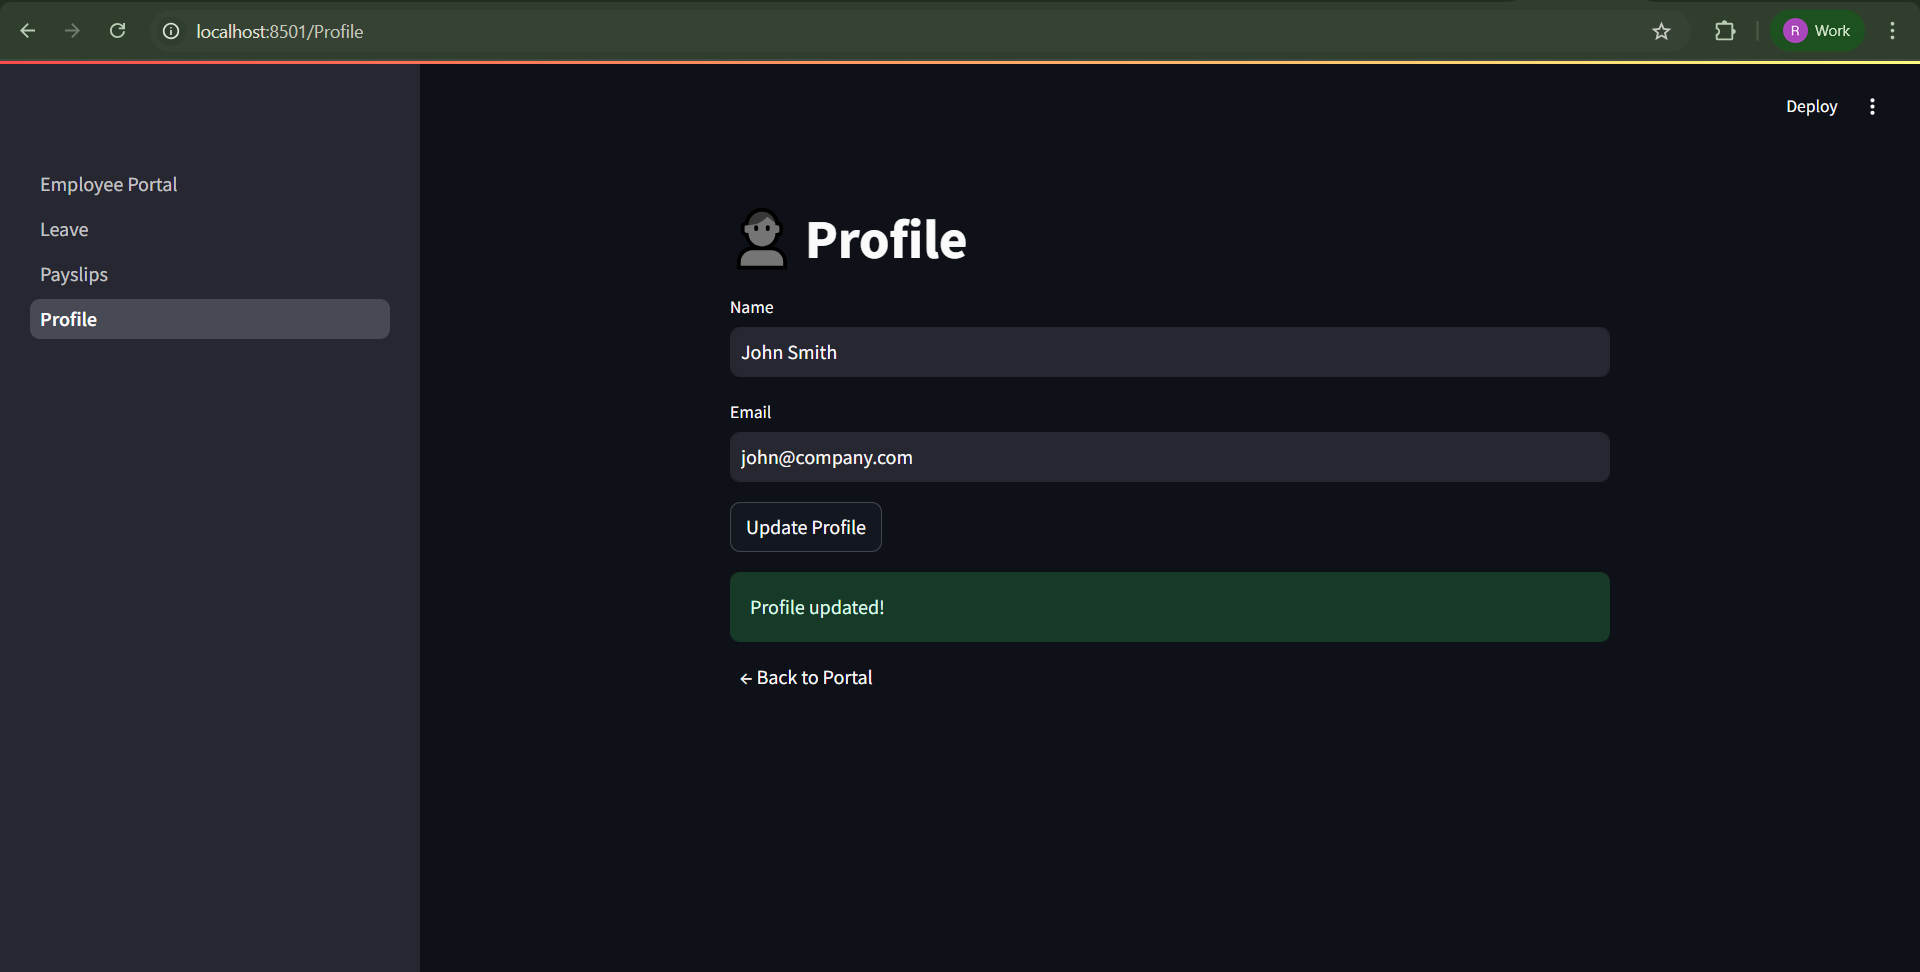 localhost:8501/Profile
R Work
Deploy
Employee Portal
Leave
Payslips
Profile
Profile
Name
John Smith
Email
john@company.com
Update Profile
Profile updated!
← Back to Portal